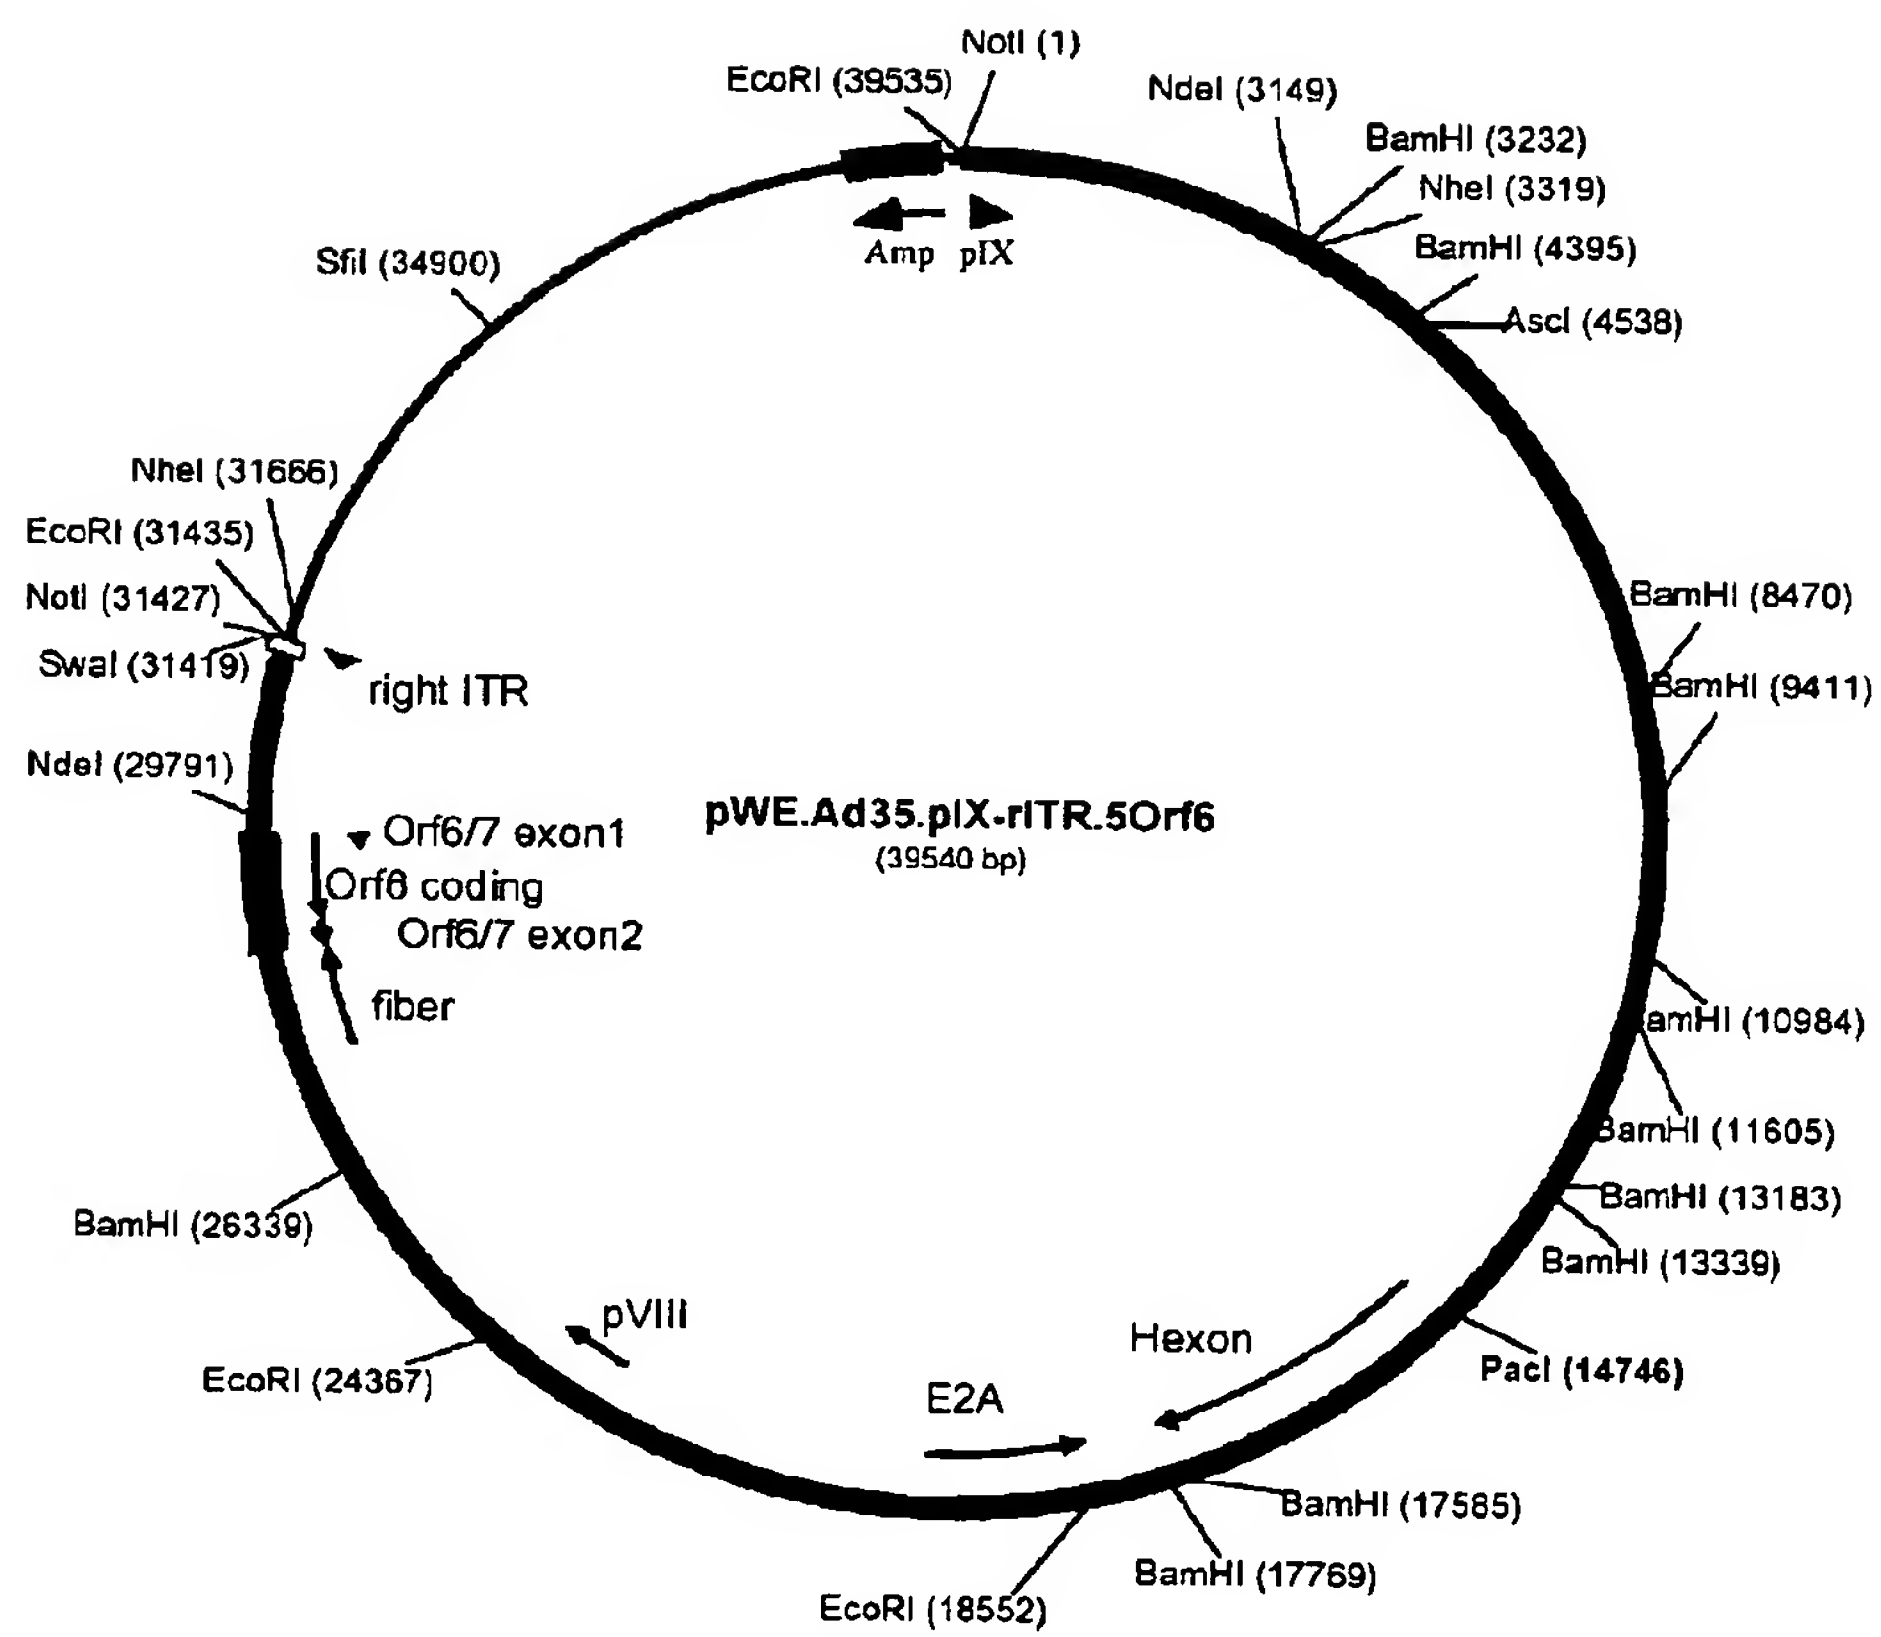 NotI (1)
EcoRI (39535)
NdeI (3149)
BamHI (3232)
NheI (3319)
BamHI (4395)
AscI (4538)
Amp pIX
SfiI (34900)
NheI (31666)
EcoRI (31435)
NotI (31427)
SwaI (31419)
right ITR
NdeI (29791)
BamHI (8470)
BamHI (9411)
pWE.Ad35.pIX-rITR.5Orf6
(39540 bp)
Orf6/7 exon1
Orf6 coding
Orf6/7 exon2
fiber
amHI (10984)
BamHI (11605)
BamHI (13183)
BamHI (13339)
BamHI (26339)
pVIII
Hexon
PacI (14746)
EcoRI (24367)
E2A
BamHI (17585)
BamHI (17769)
EcoRI (18552)